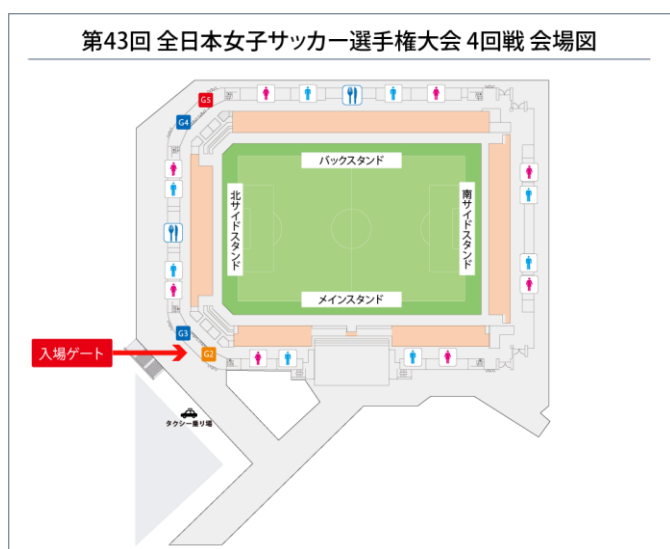 第43回 全日本女子サッカー選手権大会 4回戦 会場図
G5
G4
バックスタンド
北サイドスタンド
南サイドスタンド
メインスタンド
G3
G2
入場ゲート
タクシー乗り場